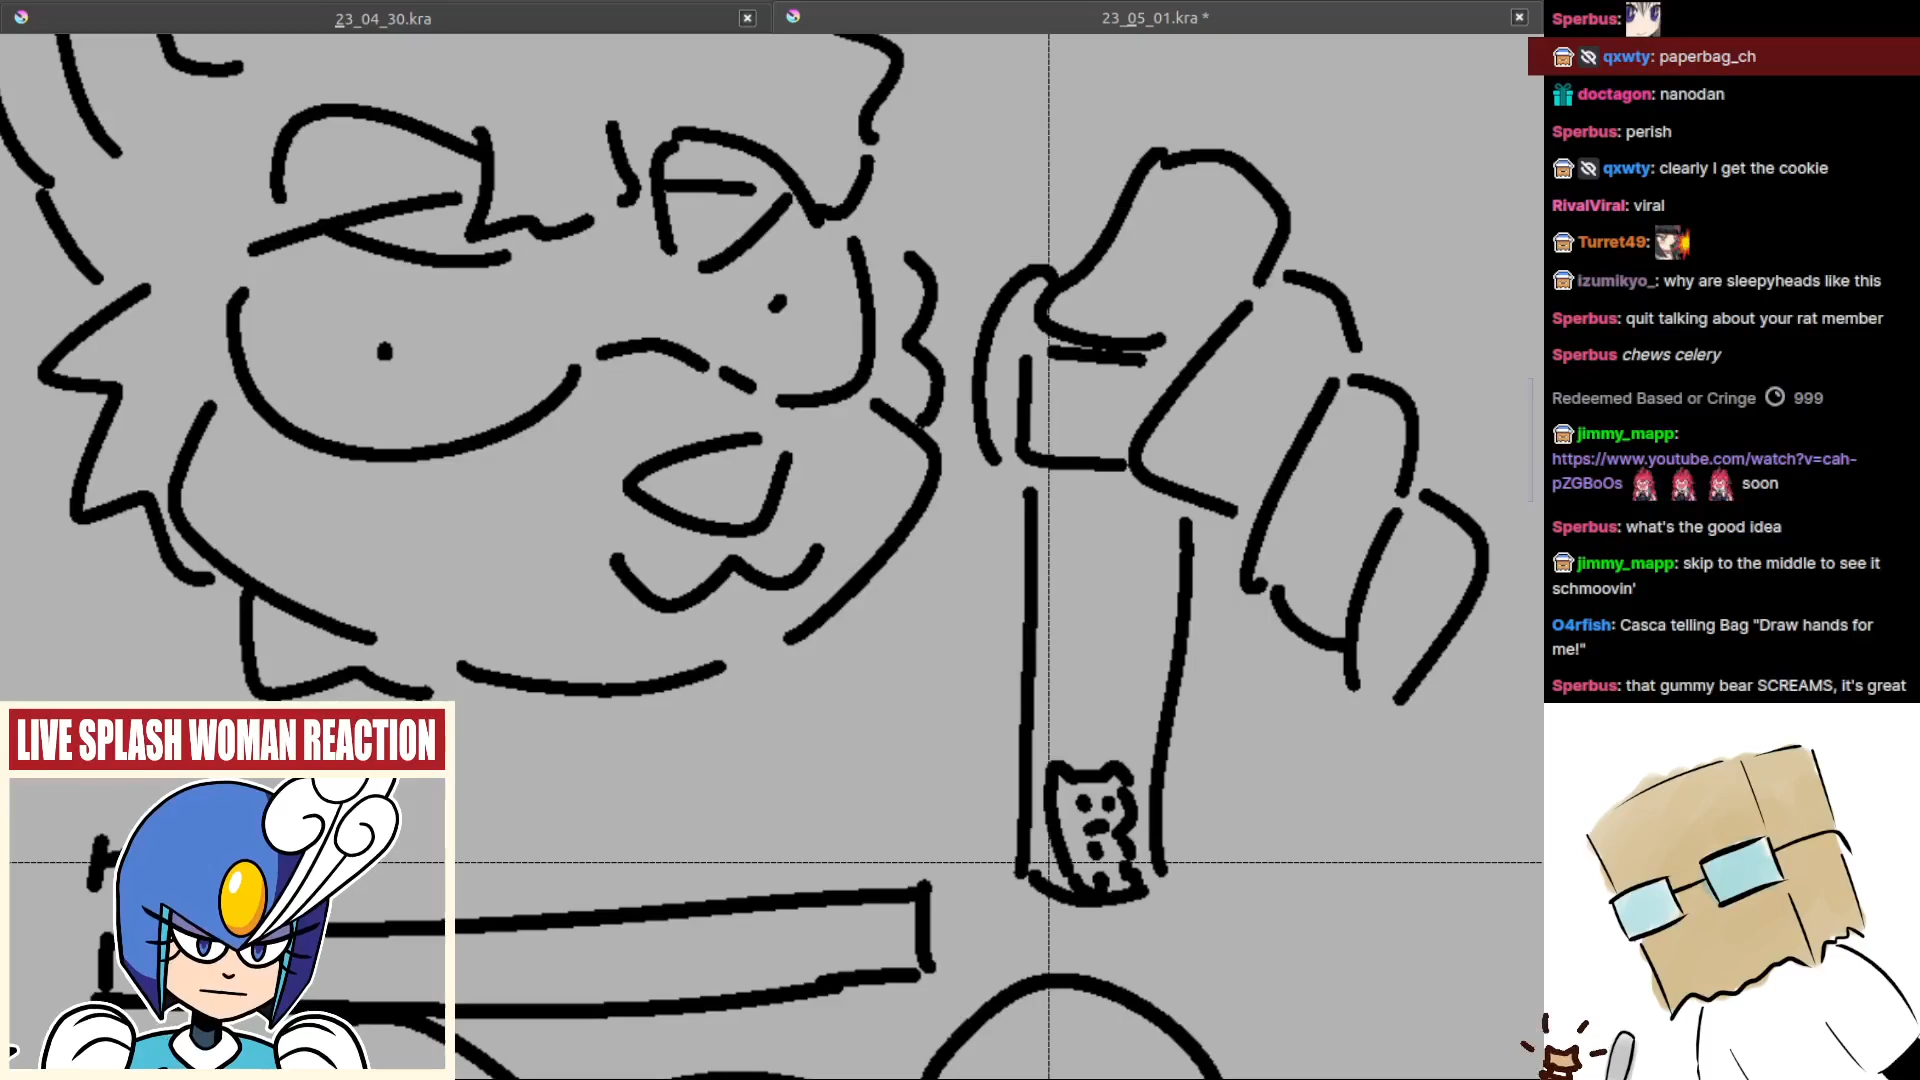 23_04_30.kra
23_05_01.kra *
Sperbus:
qxwty: paperbag_ch
doctagon: nanodan
Sperbus: perish
qxwty: clearly I get the cookie
RivalViral: viral
Turret49:
izumikyo_: why are sleepyheads like this
Sperbus: quit talking about your rat member
Sperbus chews celery
Redeemed Based or Cringe 999
jimmy_mapp:
https://www.youtube.com/watch?v=cah-
pZGBoOs soon
Sperbus: what's the good idea
jimmy_mapp: skip to the middle to see it
schmoovin'
O4rfish: Casca telling Bag "Draw hands for
me!"
Sperbus: that gummy bear SCREAMS, it's great
LIVE SPLASH WOMAN REACTION